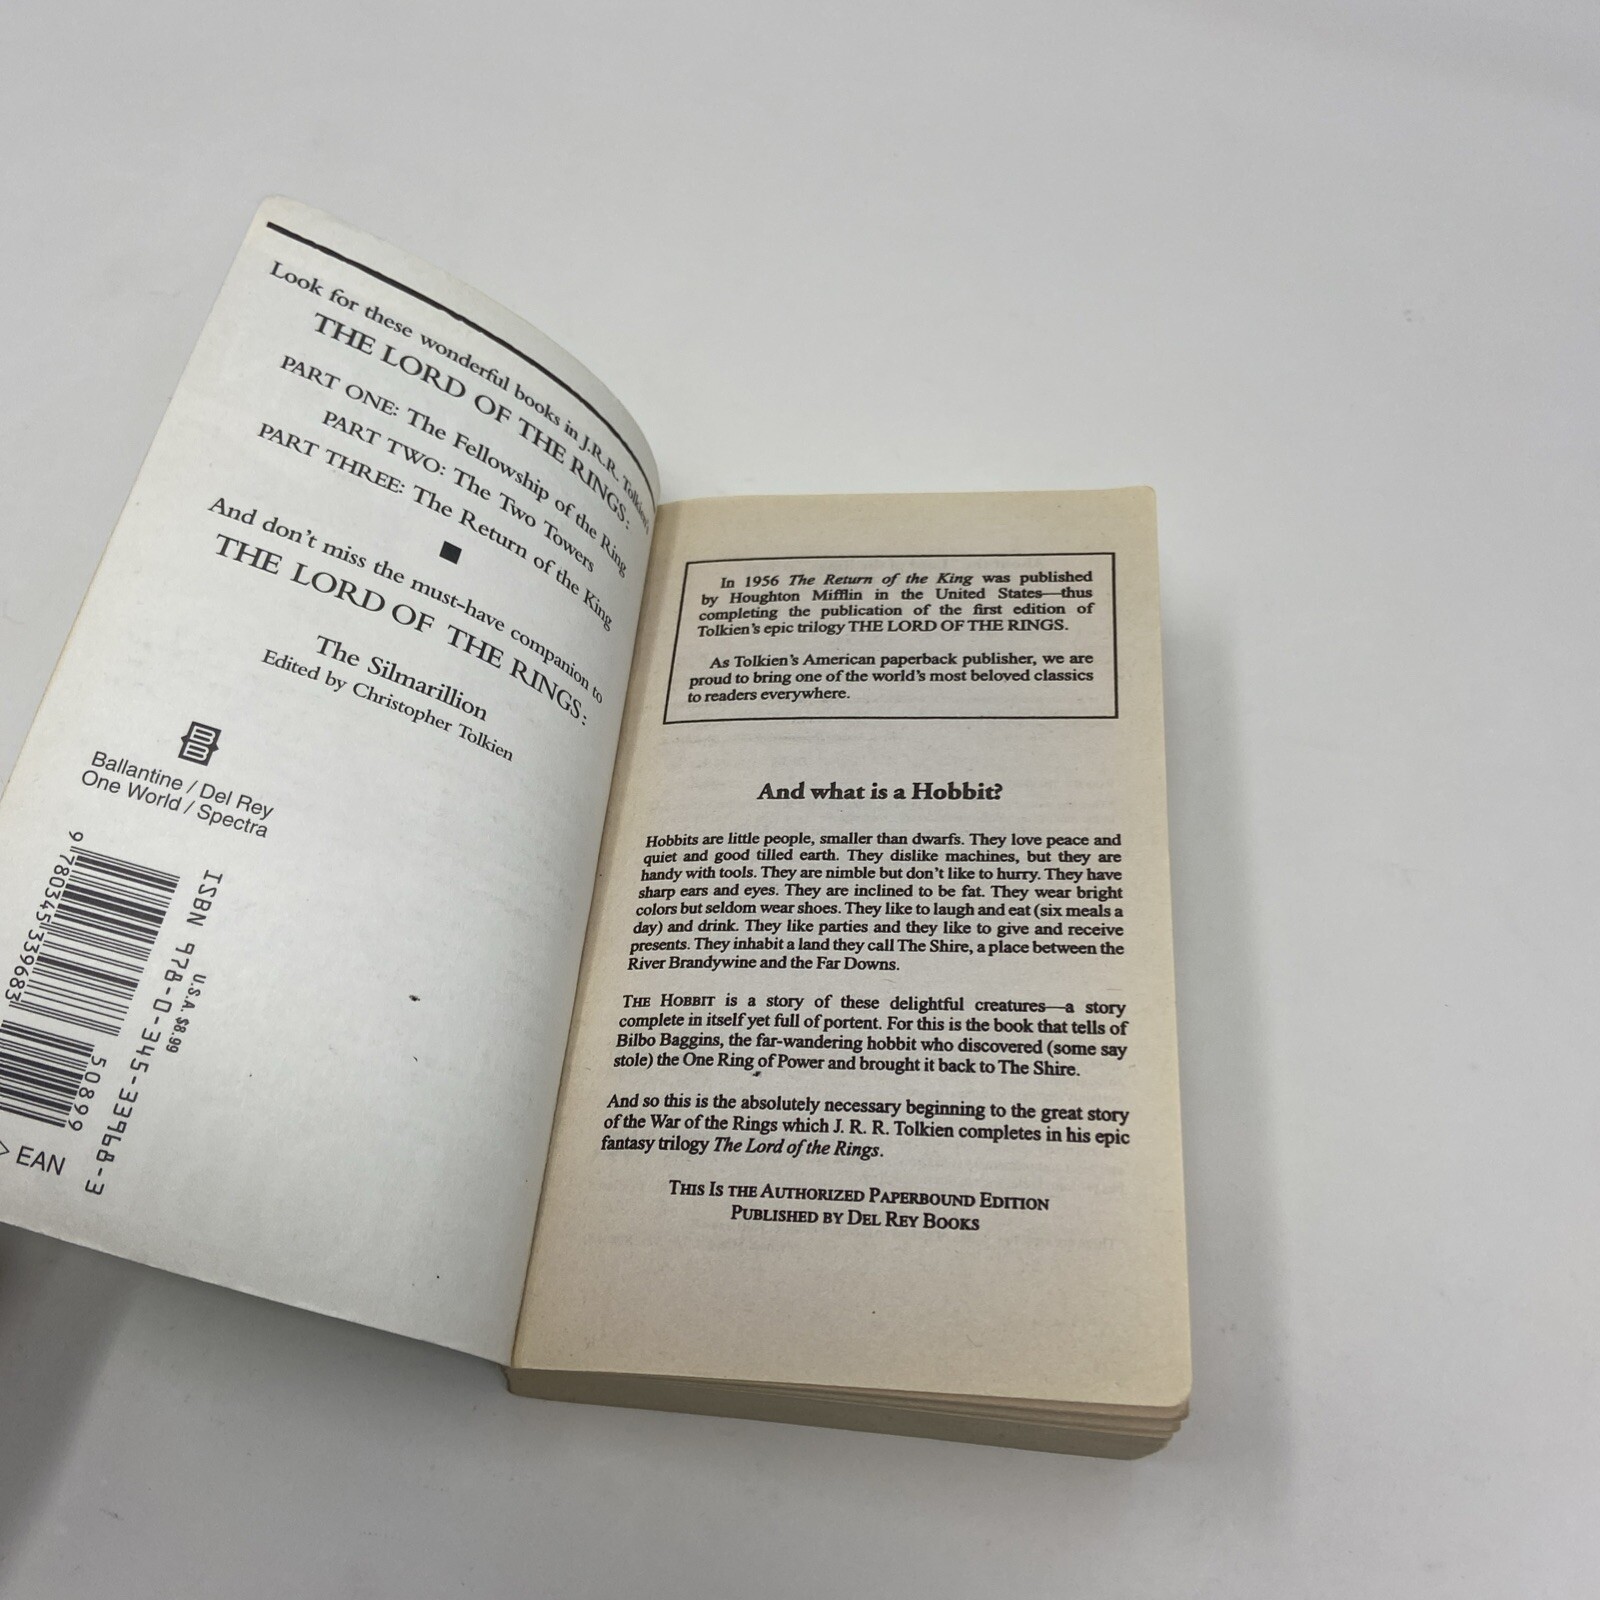 Look for these wonderful books in J.R.R. Tolkien's
THE LORD OF THE RINGS:
PART ONE: The Fellowship of the Ring
PART TWO: The Two Towers
PART THREE: The Return of the King
And don't miss the must-have companion to
THE LORD OF THE RINGS:
The Silmarillion
Edited by Christopher Tolkien
Ballantine / Del Rey
One World / Spectra
9 780345 339683
50899
> EAN
U.S.A. $8.99
ISBN 978-0-345-33968-3
In 1956 The Return of the King was published
by Houghton Mifflin in the United States—thus
completing the publication of the first edition of
Tolkien's epic trilogy THE LORD OF THE RINGS.
As Tolkien's American paperback publisher, we are
proud to bring one of the world's most beloved classics
to readers everywhere.
And what is a Hobbit?
Hobbits are little people, smaller than dwarfs. They love peace and
quiet and good tilled earth. They dislike machines, but they are
handy with tools. They are nimble but don't like to hurry. They have
sharp ears and eyes. They are inclined to be fat. They wear bright
colors but seldom wear shoes. They like to laugh and eat (six meals a
day) and drink. They like parties and they like to give and receive
presents. They inhabit a land they call The Shire, a place between the
River Brandywine and the Far Downs.
THE HOBBIT is a story of these delightful creatures—a story
complete in itself yet full of portent. For this is the book that tells of
Bilbo Baggins, the far-wandering hobbit who discovered (some say
stole) the One Ring of Power and brought it back to The Shire.
And so this is the absolutely necessary beginning to the great story
of the War of the Rings which J. R. R. Tolkien completes in his epic
fantasy trilogy The Lord of the Rings.
THIS IS THE AUTHORIZED PAPERBOUND EDITION
PUBLISHED BY DEL REY BOOKS